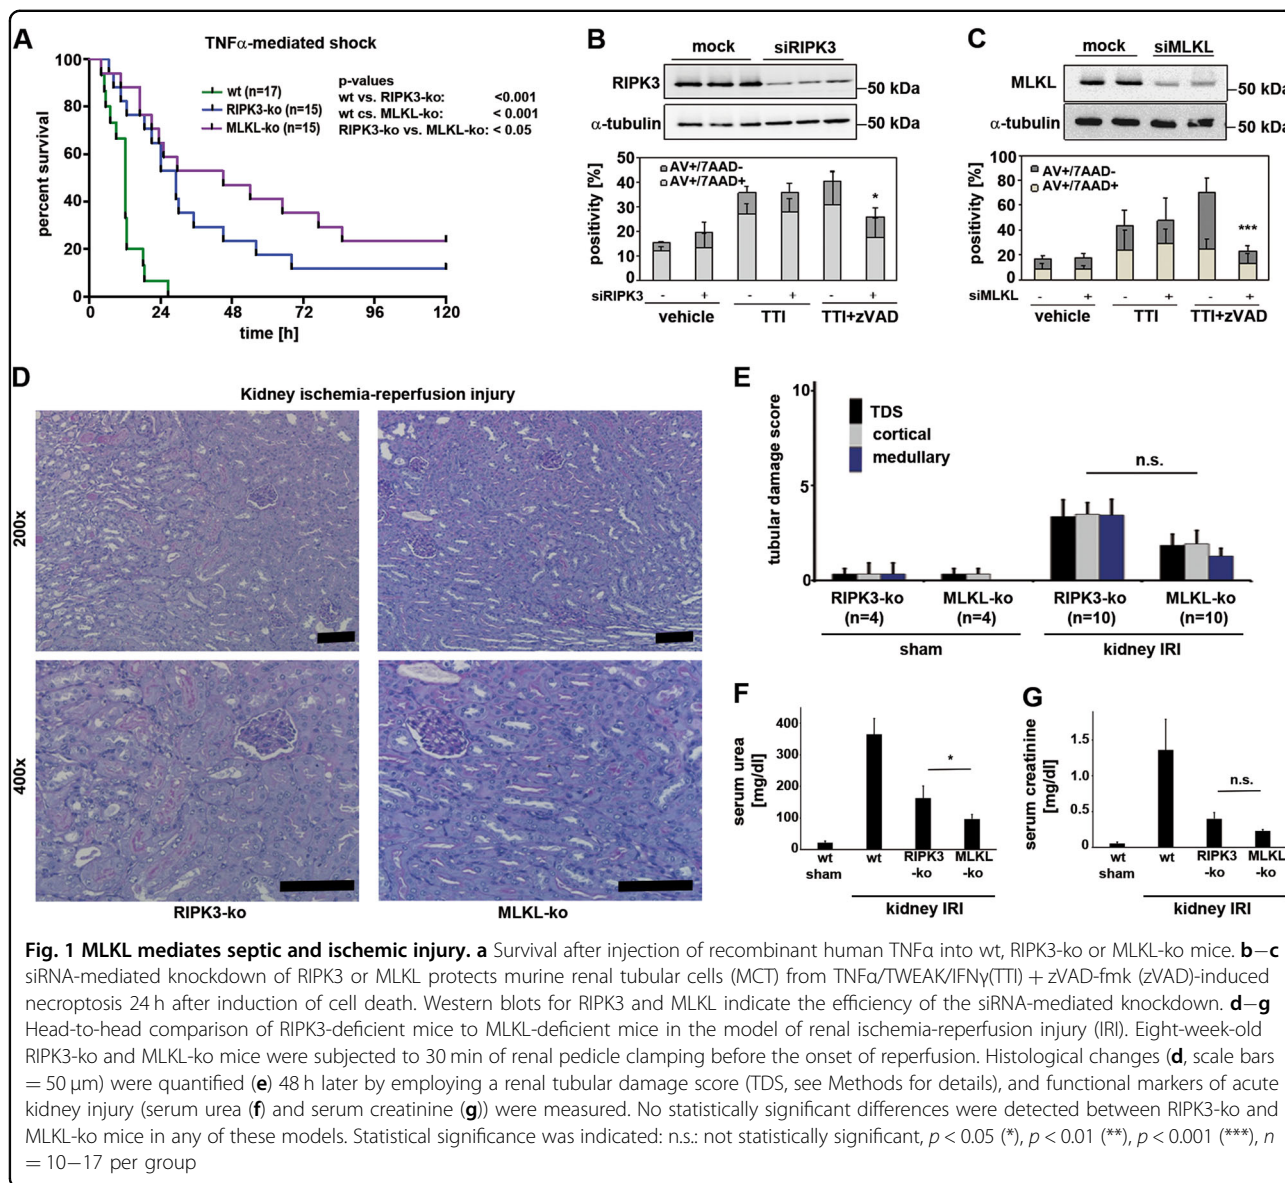 A
TNFα-mediated shock
percent survival
100
80
60
40
20
0
0 24 48 72 96 120
time [h]
wt (n=17)
RIPK3-ko (n=15)
MLKL-ko (n=15)
p-values
wt vs. RIPK3-ko: <0.001
wt cs. MLKL-ko: < 0.001
RIPK3-ko vs. MLKL-ko: < 0.05
B
mock siRIPK3
RIPK3 50 kDa
α-tubulin 50 kDa
positivity [%]
50
40
30
20
10
0
AV+/7AAD-
AV+/7AAD+
*
siRIPK3 - + - + - +
vehicle TTI TTI+zVAD
C
mock siMLKL
MLKL 50 kDa
α-tubulin 50 kDa
positivity [%]
100
80
60
40
20
0
AV+/7AAD-
AV+/7AAD+
***
siMLKL - + - + - +
vehicle TTI TTI+zVAD
D
Kidney ischemia-reperfusion injury
200x
400x
RIPK3-ko MLKL-ko
E
tubular damage score
10
5
0
TDS
cortical
medullary
n.s.
RIPK3-ko MLKL-ko RIPK3-ko MLKL-ko
(n=4) (n=4) (n=10) (n=10)
sham kidney IRI
F
serum urea
[mg/dl]
400
300
200
100
0
*
wt wt RIPK3 MLKL
sham -ko -ko
kidney IRI
G
serum creatinine
[mg/dl]
1.5
1.0
0.5
0
n.s.
wt wt RIPK3 MLKL
sham -ko -ko
kidney IRI
Fig. 1 MLKL mediates septic and ischemic injury. a Survival after injection of recombinant human TNFα into wt, RIPK3-ko or MLKL-ko mice. b–c
siRNA-mediated knockdown of RIPK3 or MLKL protects murine renal tubular cells (MCT) from TNFα/TWEAK/IFNγ(TTI) + zVAD-fmk (zVAD)-induced
necroptosis 24 h after induction of cell death. Western blots for RIPK3 and MLKL indicate the efficiency of the siRNA-mediated knockdown. d–g
Head-to-head comparison of RIPK3-deficient mice to MLKL-deficient mice in the model of renal ischemia-reperfusion injury (IRI). Eight-week-old
RIPK3-ko and MLKL-ko mice were subjected to 30 min of renal pedicle clamping before the onset of reperfusion. Histological changes (d, scale bars
= 50 μm) were quantified (e) 48 h later by employing a renal tubular damage score (TDS, see Methods for details), and functional markers of acute
kidney injury (serum urea (f) and serum creatinine (g)) were measured. No statistically significant differences were detected between RIPK3-ko and
MLKL-ko mice in any of these models. Statistical significance was indicated: n.s.: not statistically significant, p < 0.05 (*), p < 0.01 (**), p < 0.001 (***), n
= 10–17 per group